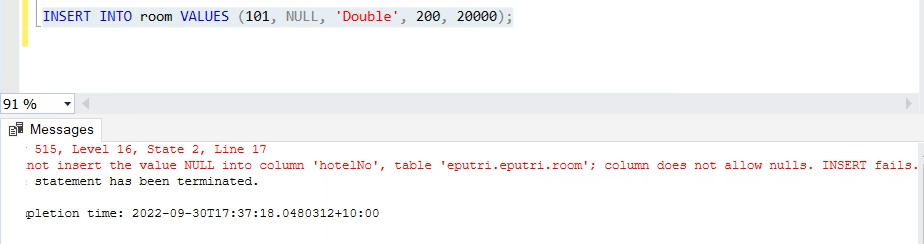 INSERT INTO room VALUES (101, NULL, 'Double', 200, 20000);
91 %
Messages
515, Level 16, State 2, Line 17
not insert the value NULL into column 'hotelNo', table 'eputri.eputri.room'; column does not allow nulls. INSERT fails.
statement has been terminated.
pletion time: 2022-09-30T17:37:18.0480312+10:00